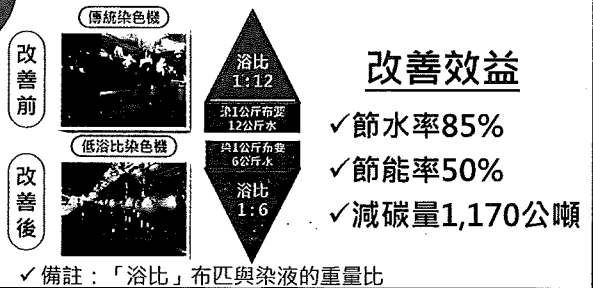 傳統染色機
改善前
浴比
1:12
染1公斤布要
12公斤水
低浴比染色機
改善後
染1公斤布要
6公斤水
浴比
1:6
改善效益
✓節水率85%
✓節能率50%
✓減碳量1,170公噸
✓備註：「浴比」布匹與染液的重量比